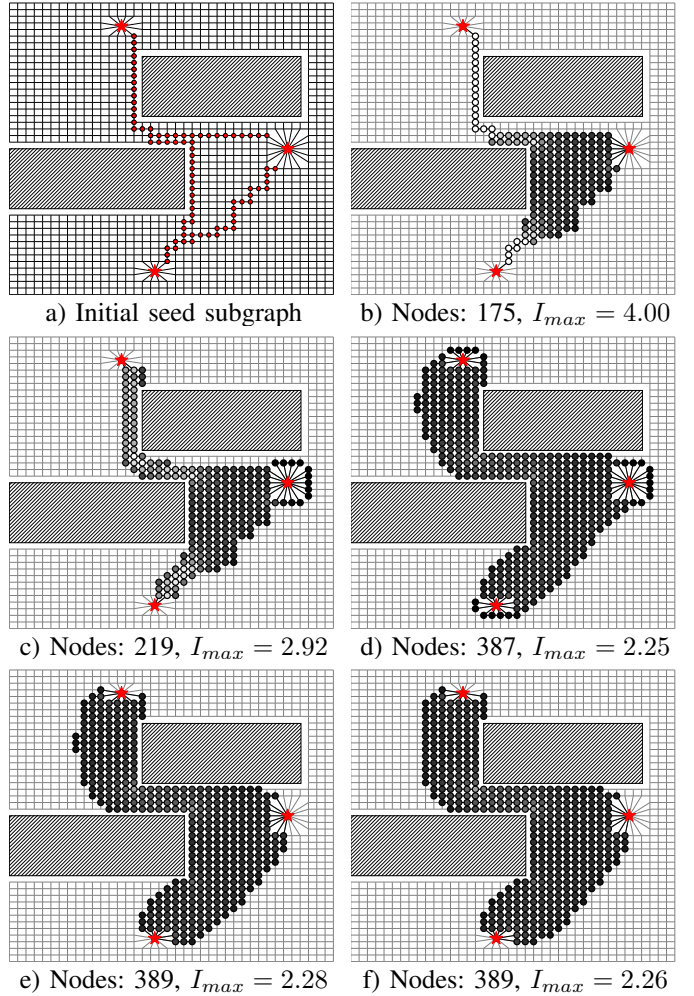 a) Initial seed subgraph
b) Nodes: 175, I_max = 4.00
c) Nodes: 219, I_max = 2.92
d) Nodes: 387, I_max = 2.25
e) Nodes: 389, I_max = 2.28
f) Nodes: 389, I_max = 2.26